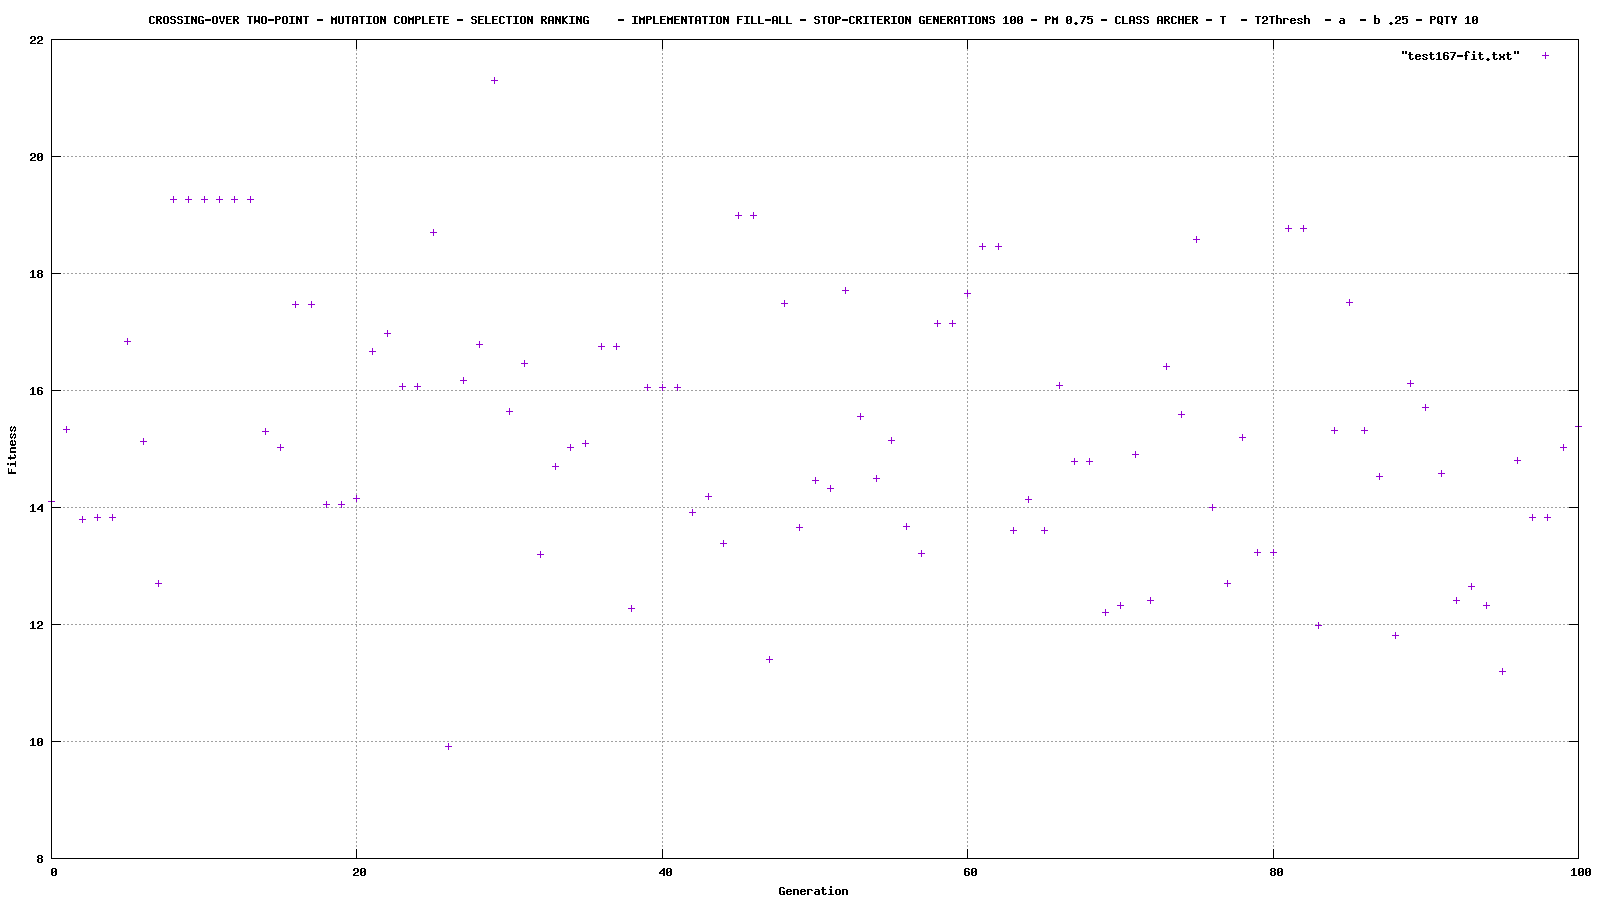 CROSSING-OVER TWO-POINT - MUTATION COMPLETE - SELECTION RANKING    - IMPLEMENTATION FILL-ALL - STOP-CRITERION GENERATIONS 100 - PM 0.75 - CLASS ARCHER - T  - T2Thresh  - a  - b .25 - PQTY 10
"test167-fit.txt"
22
20
18
16
14
12
10
8
Fitness
0 20 40 60 80 100
Generation